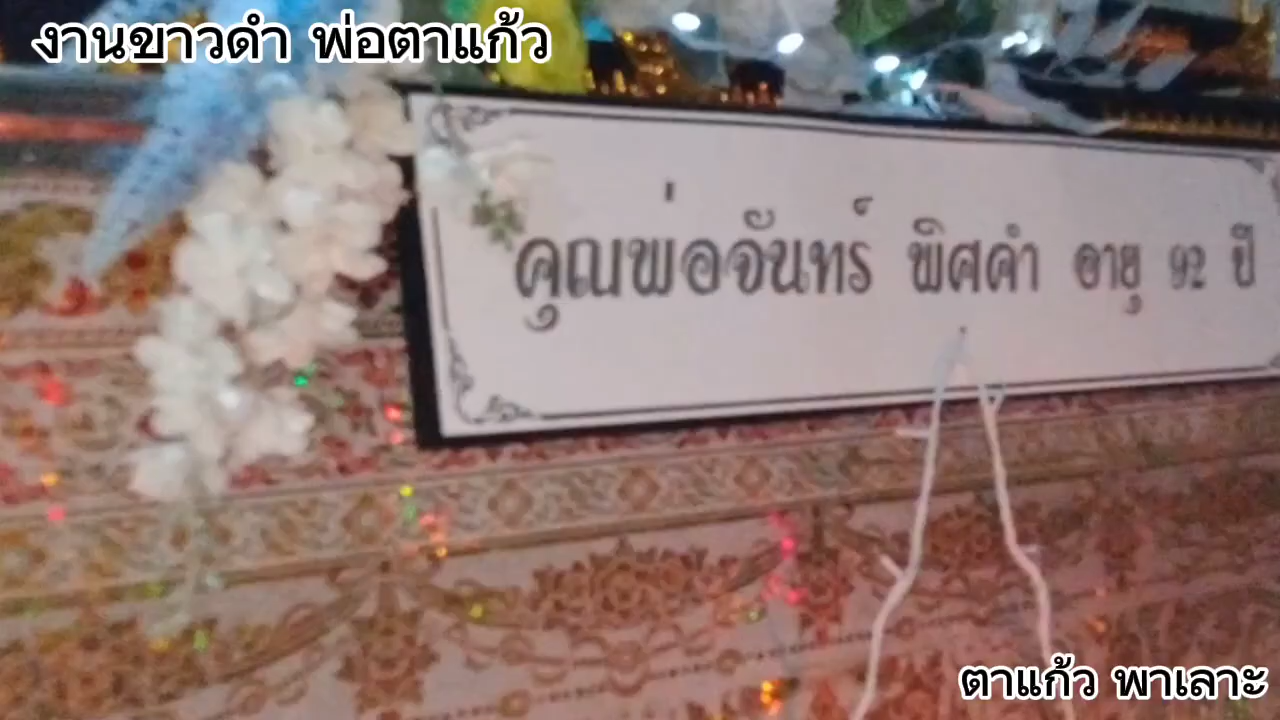 งานขาวดำ พ่อตาแก้ว
คุณพ่อจันทร์ พิศคำ อายุ 92 ปี
ตาแก้ว พาเลาะ